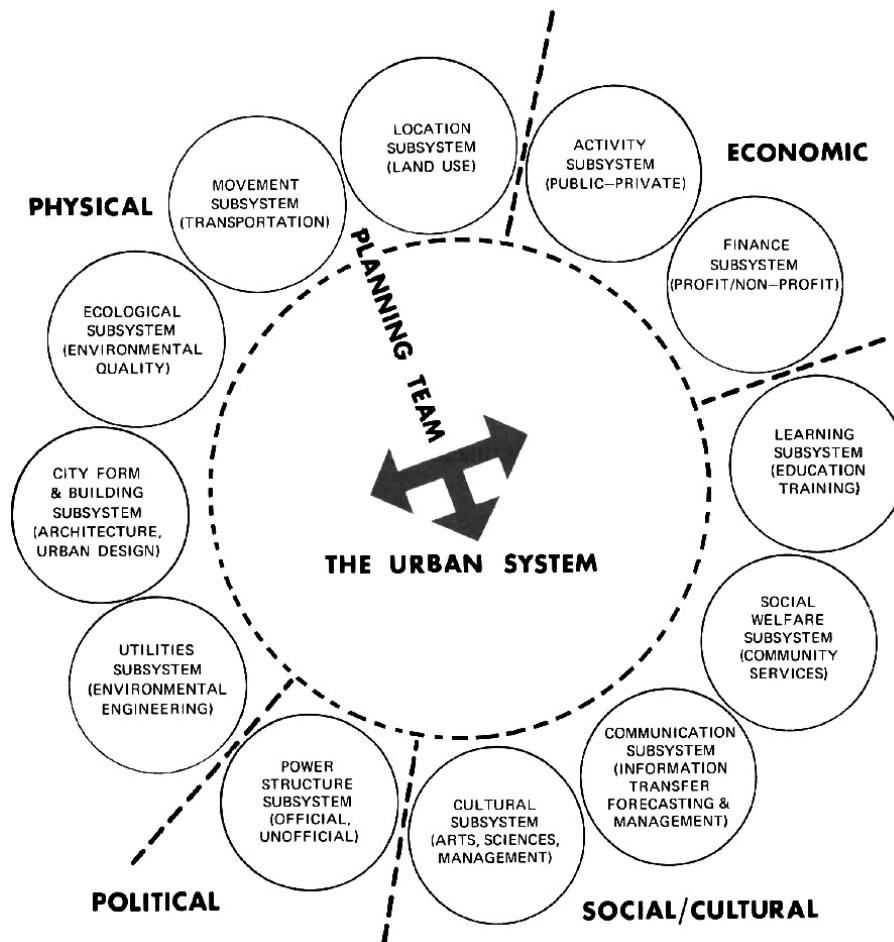 LOCATION
SUBSYSTEM
(LAND USE)
ACTIVITY
SUBSYSTEM
(PUBLIC–PRIVATE)
ECONOMIC
MOVEMENT
SUBSYSTEM
(TRANSPORTATION)
PHYSICAL
FINANCE
SUBSYSTEM
(PROFIT/NON–PROFIT)
PLANNING TEAM
ECOLOGICAL
SUBSYSTEM
(ENVIRONMENTAL
QUALITY)
LEARNING
SUBSYSTEM
(EDUCATION
TRAINING)
CITY FORM
& BUILDING
SUBSYSTEM
(ARCHITECTURE,
URBAN DESIGN)
THE URBAN SYSTEM
SOCIAL
WELFARE
SUBSYSTEM
(COMMUNITY
SERVICES)
UTILITIES
SUBSYSTEM
(ENVIRONMENTAL
ENGINEERING)
COMMUNICATION
SUBSYSTEM
(INFORMATION
TRANSFER
FORECASTING &
MANAGEMENT)
POWER
STRUCTURE
SUBSYSTEM
(OFFICIAL,
UNOFFICIAL)
CULTURAL
SUBSYSTEM
(ARTS, SCIENCES,
MANAGEMENT)
POLITICAL
SOCIAL/CULTURAL